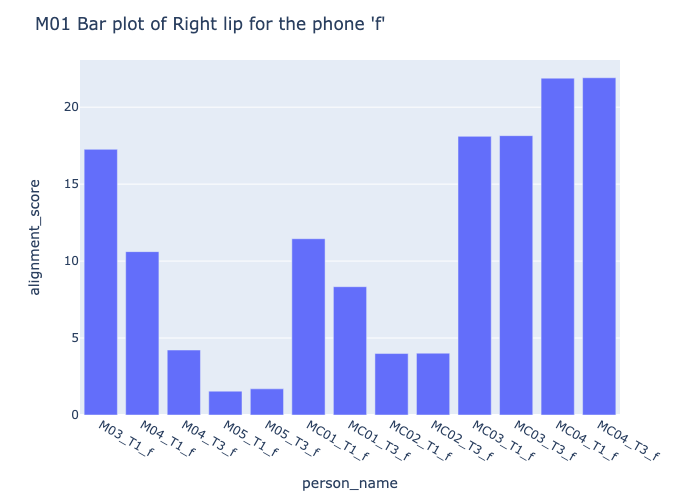 M01 Bar plot of Right lip for the phone 'f'
alignment_score
20
15
10
5
0
M03_T1_f
M04_T1_f
M04_T3_f
M05_T1_f
M05_T3_f
MC01_T1_f
MC01_T3_f
MC02_T1_f
MC02_T3_f
MC03_T1_f
MC03_T3_f
MC04_T1_f
MC04_T3_f
person_name